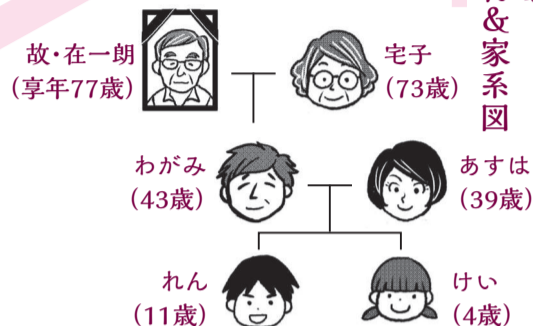 ＆家系図
故・在一朗
（享年77歳）
宅子
（73歳）
わがみ
（43歳）
あすは
（39歳）
れん
（11歳）
けい
（4歳）